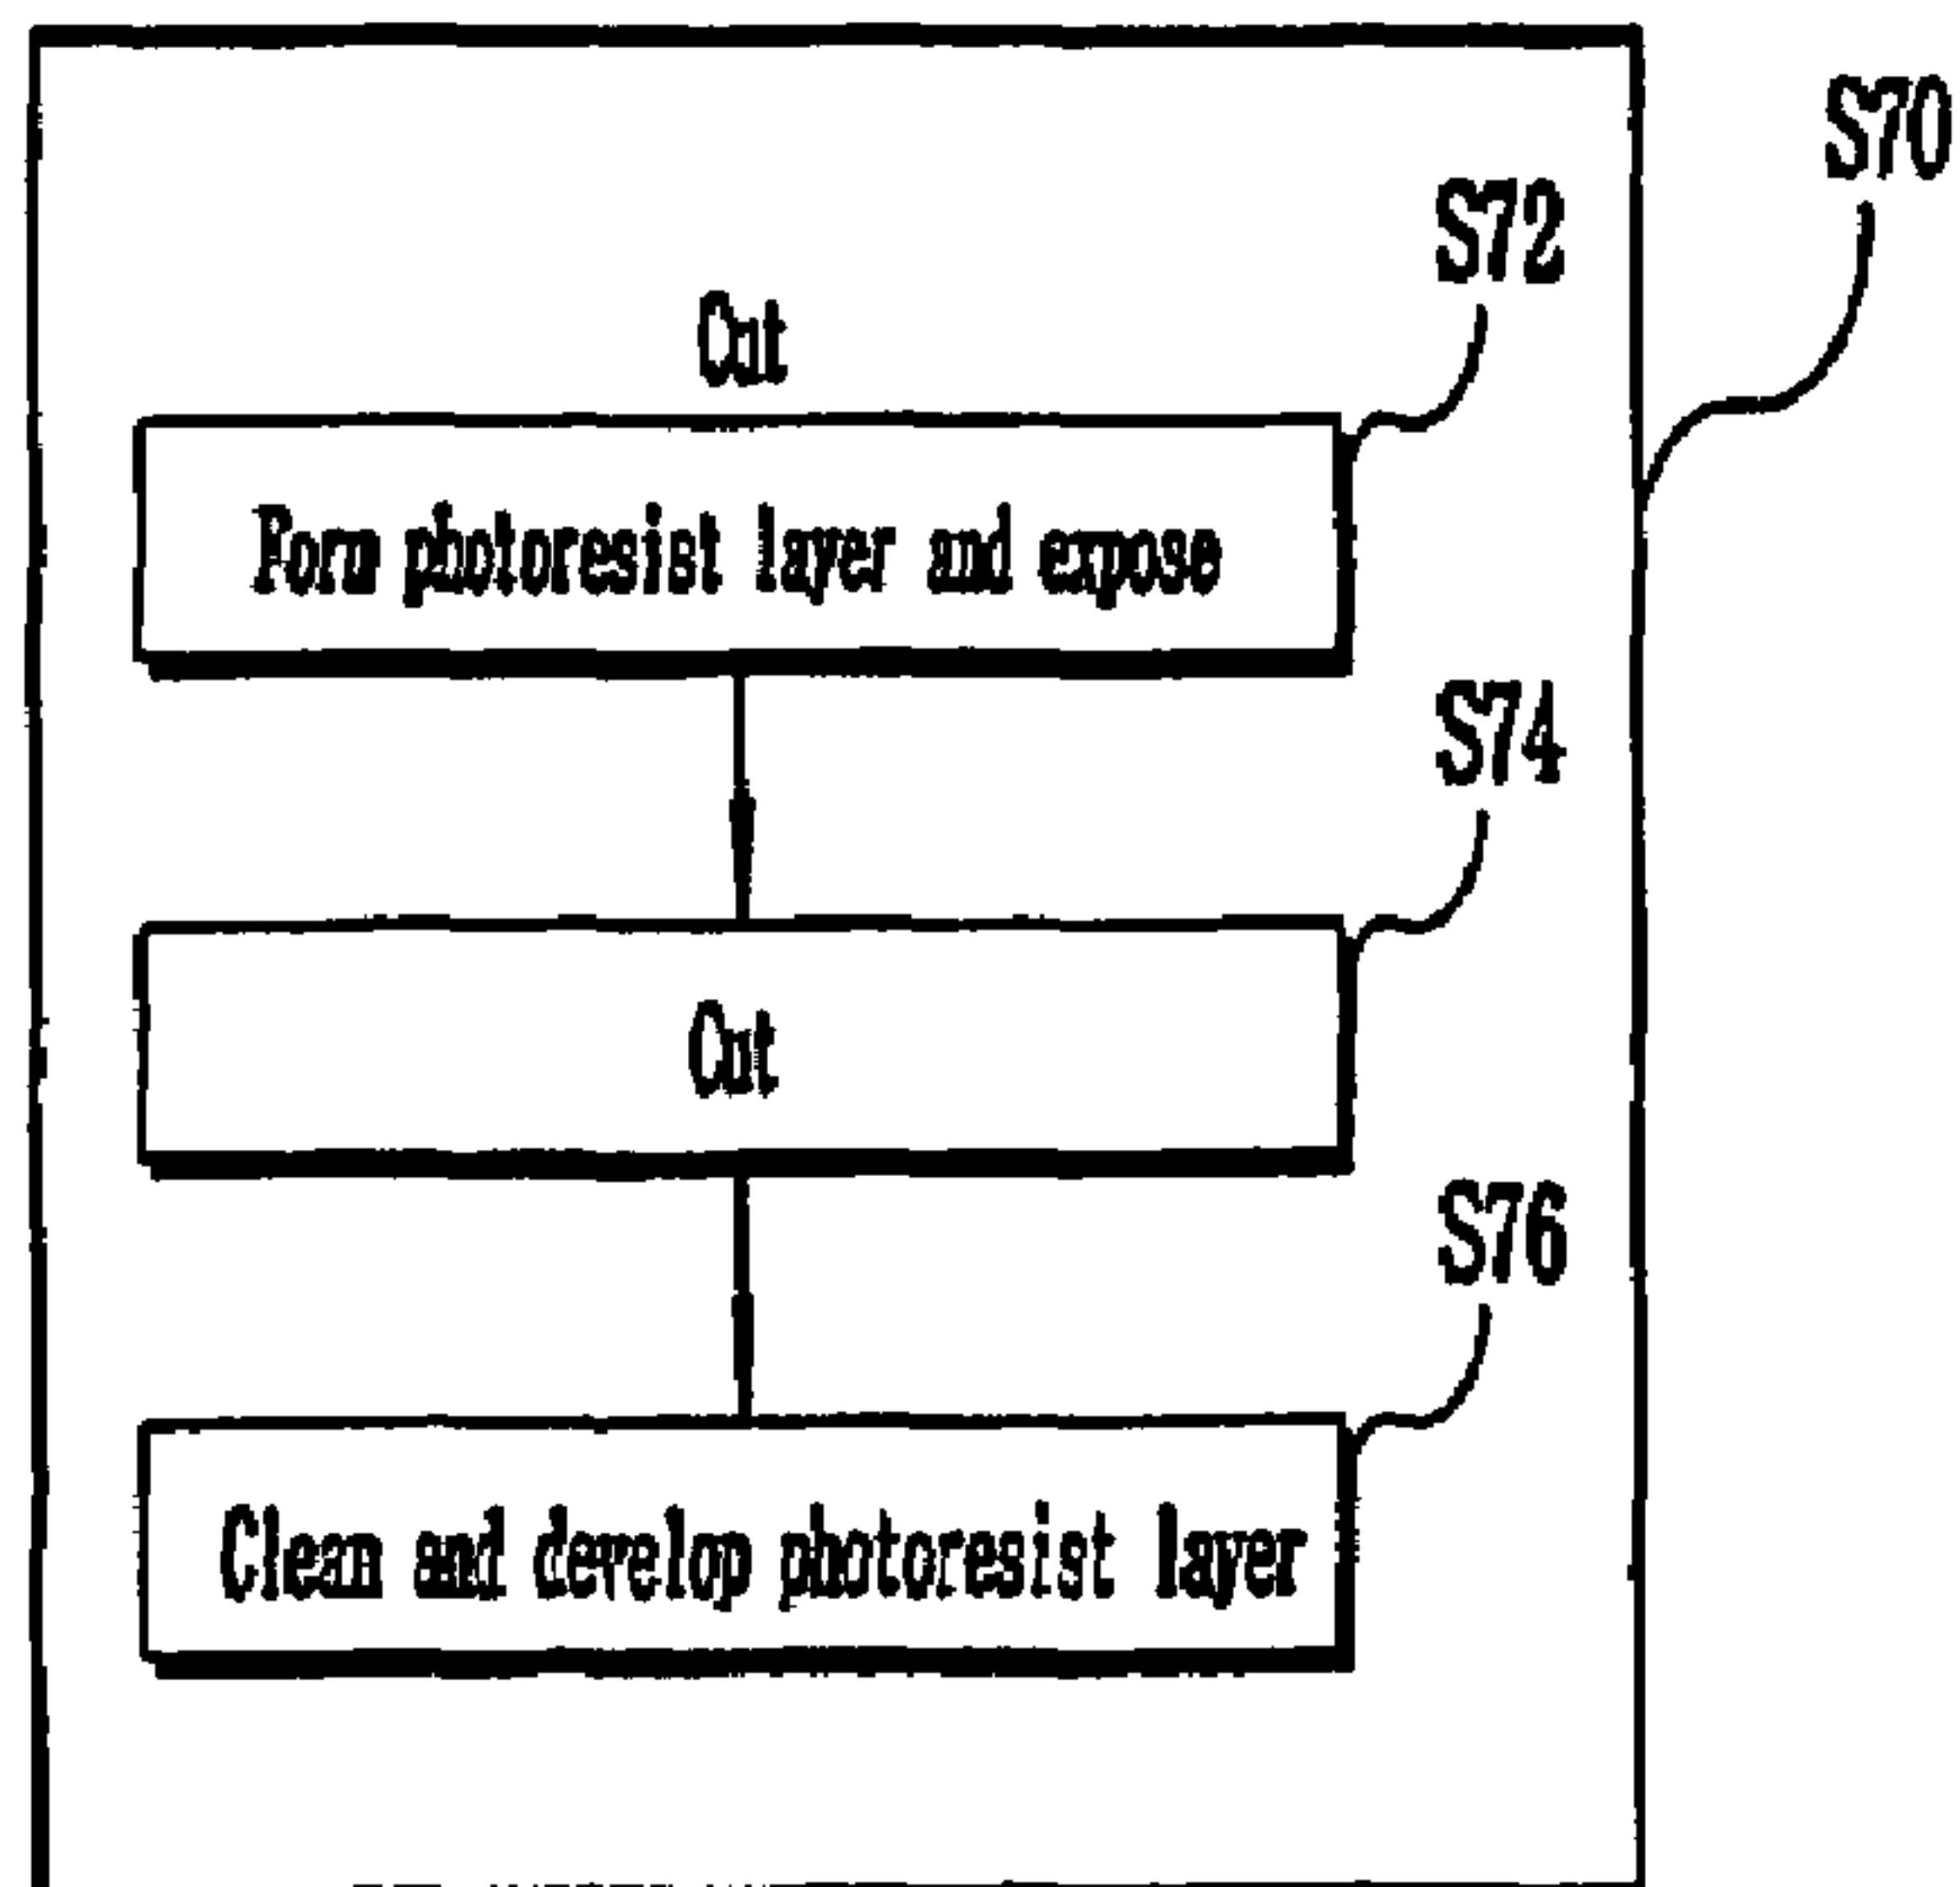 S70
S72
Cut
Form photoresist layer and expose
S74
Cut
S76
Clean and develop photoresist layer